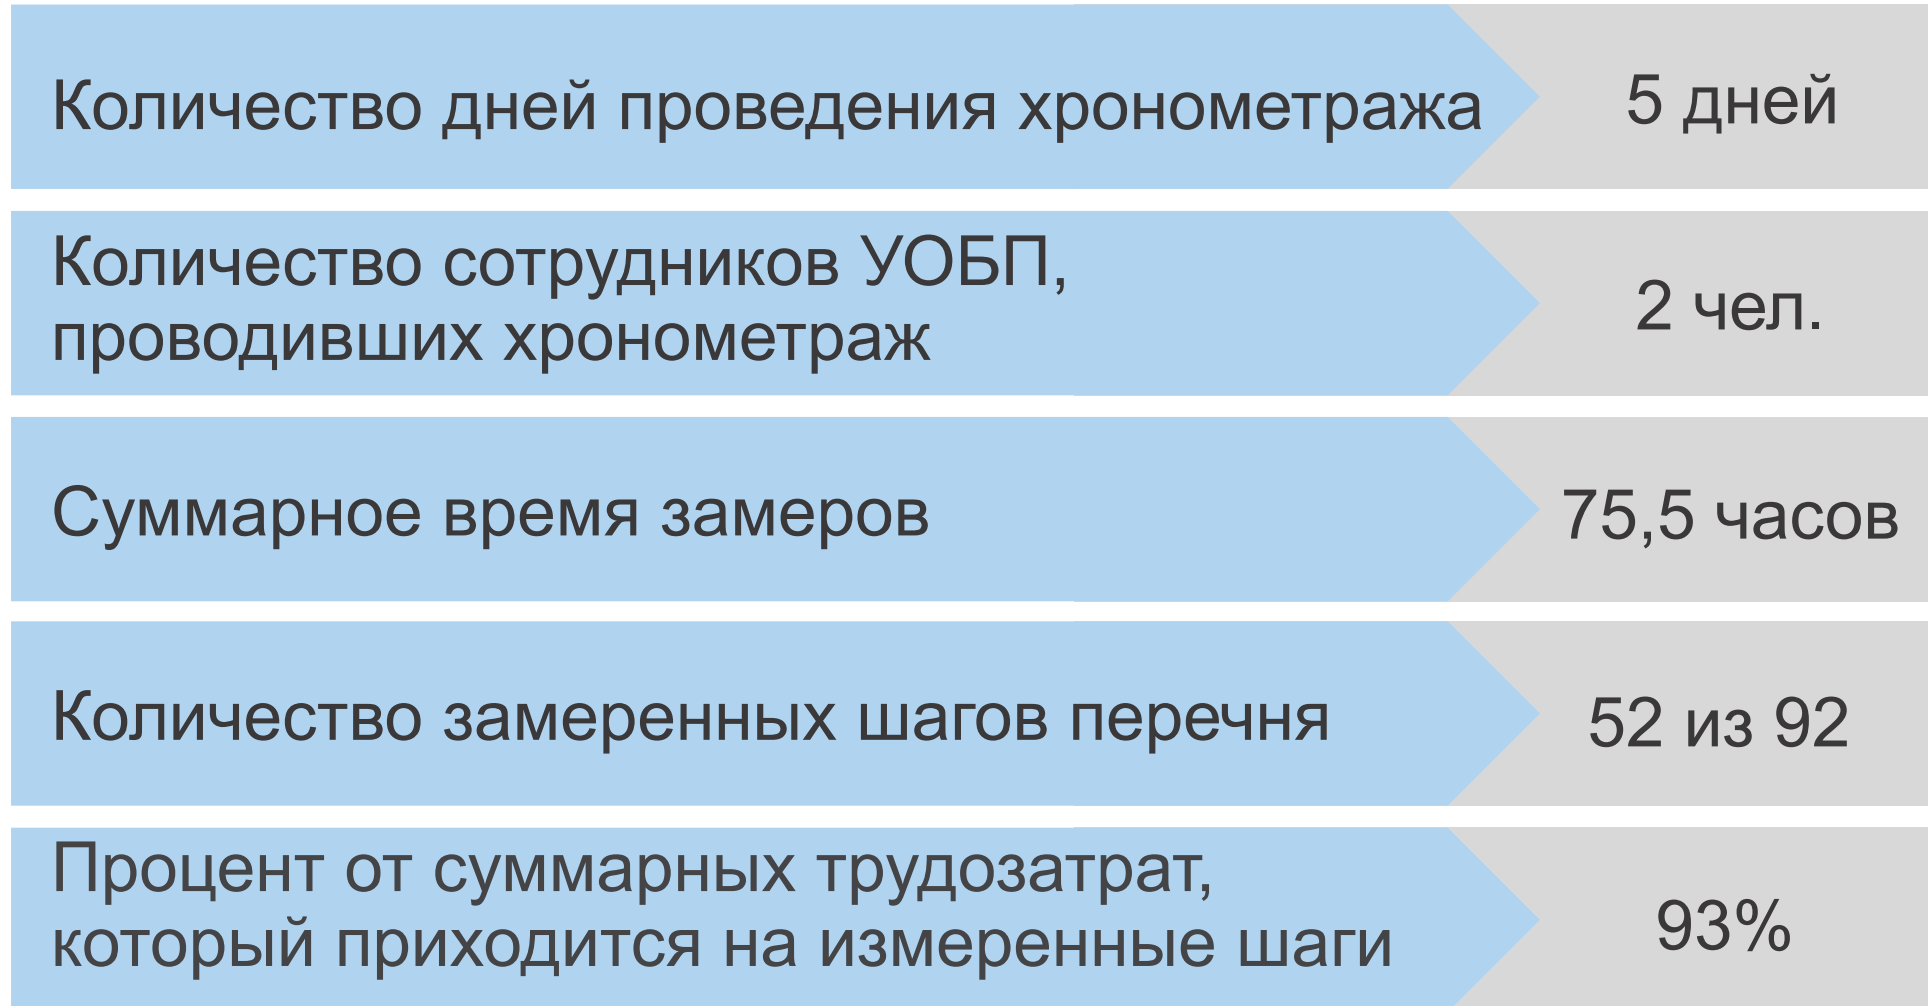 Количество дней проведения хронометража
5 дней
Количество сотрудников УОБП,
проводивших хронометраж
2 чел.
Суммарное время замеров
75,5 часов
Количество замеренных шагов перечня
52 из 92
Процент от суммарных трудозатрат,
который приходится на измеренные шаги
93%